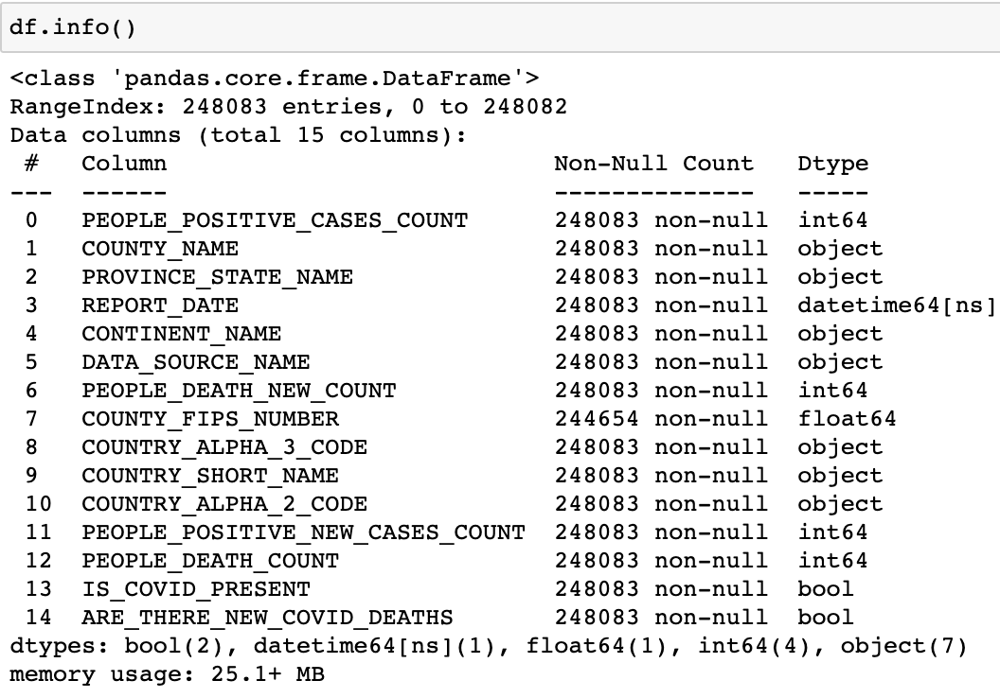 df.info()
<class 'pandas.core.frame.DataFrame'>
RangeIndex: 248083 entries, 0 to 248082
Data columns (total 15 columns):
 #   Column                           Non-Null Count   Dtype
---  ------                           --------------   -----
 0   PEOPLE_POSITIVE_CASES_COUNT      248083 non-null  int64
 1   COUNTY_NAME                      248083 non-null  object
 2   PROVINCE_STATE_NAME              248083 non-null  object
 3   REPORT_DATE                      248083 non-null  datetime64[ns]
 4   CONTINENT_NAME                   248083 non-null  object
 5   DATA_SOURCE_NAME                 248083 non-null  object
 6   PEOPLE_DEATH_NEW_COUNT           248083 non-null  int64
 7   COUNTY_FIPS_NUMBER               244654 non-null  float64
 8   COUNTRY_ALPHA_3_CODE             248083 non-null  object
 9   COUNTRY_SHORT_NAME               248083 non-null  object
 10  COUNTRY_ALPHA_2_CODE             248083 non-null  object
 11  PEOPLE_POSITIVE_NEW_CASES_COUNT  248083 non-null  int64
 12  PEOPLE_DEATH_COUNT               248083 non-null  int64
 13  IS_COVID_PRESENT                 248083 non-null  bool
 14  ARE_THERE_NEW_COVID_DEATHS       248083 non-null  bool
dtypes: bool(2), datetime64[ns](1), float64(1), int64(4), object(7)
memory usage: 25.1+ MB